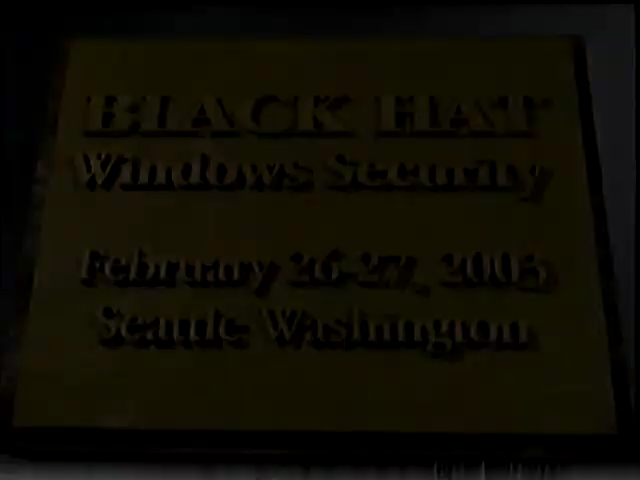 BLACK HAT
Windows Security
February 26-27, 2003
Seattle Washington